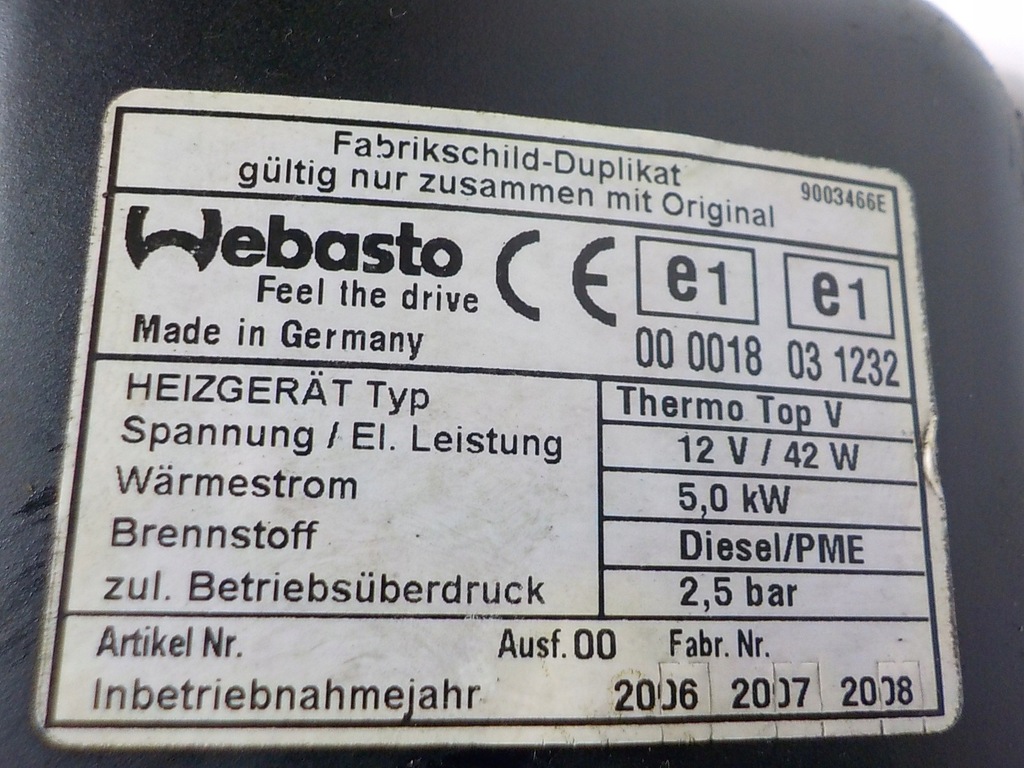 Fabrikschild-Duplikat
gültig nur zusammen mit Original
9003466E
Webasto
Feel the drive
Made in Germany
CE
e1
00 0018
e1
03 1232
HEIZGERÄT Typ Thermo Top V
Spannung / El. Leistung 12 V / 42 W
Wärmestrom 5,0 kW
Brennstoff Diesel/PME
zul. Betriebsüberdruck 2,5 bar
Artikel Nr. Ausf. 00 Fabr. Nr.
Inbetriebnahmejahr 2006 2007 2008